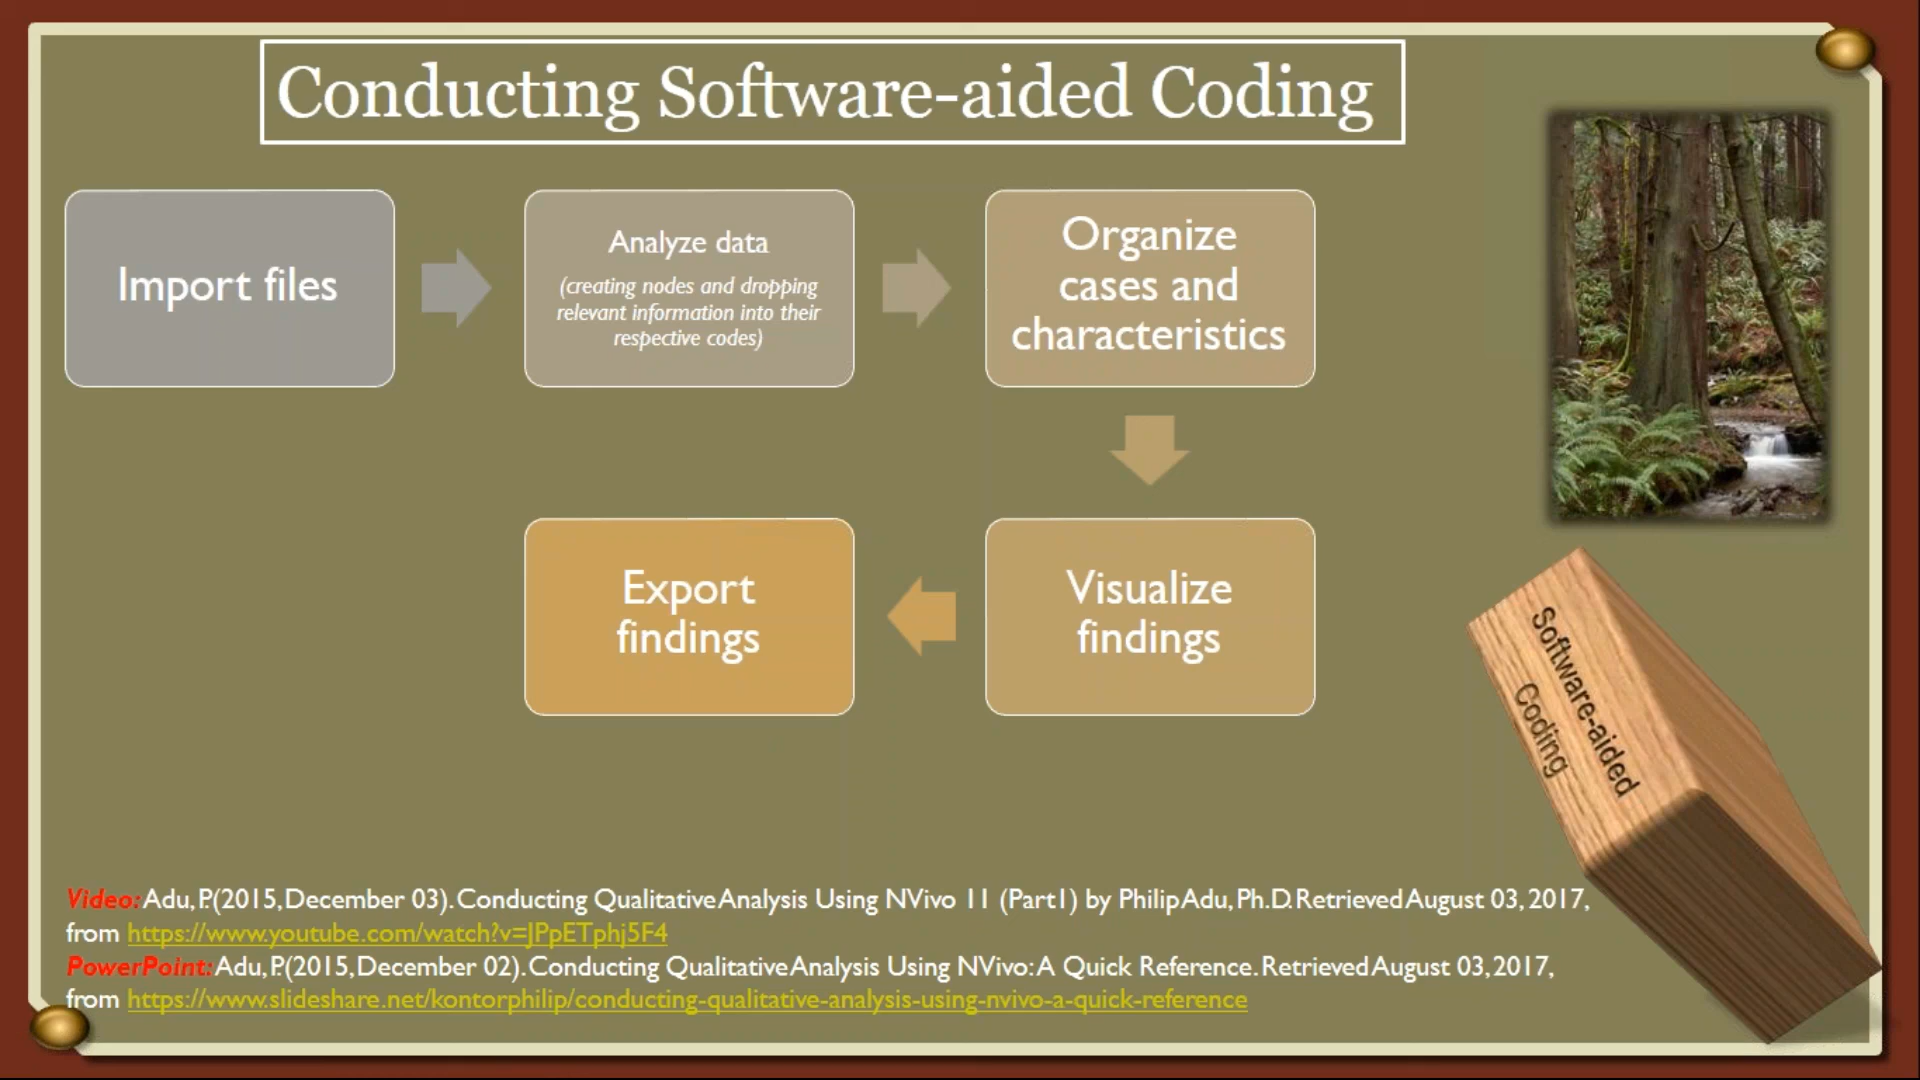 Conducting Software-aided Coding
Import files
Analyze data
(creating nodes and dropping
relevant information into their
respective codes)
Organize
cases and
characteristics
Visualize
findings
Export
findings
Software-aided
Coding
Video: Adu, P. (2015, December 03). Conducting Qualitative Analysis Using NVivo 11 (Part1) by Philip Adu, Ph.D. Retrieved August 03, 2017,
from https://www.youtube.com/watch?v=JPpETphj5F4
PowerPoint: Adu, P. (2015, December 02). Conducting Qualitative Analysis Using NVivo: A Quick Reference. Retrieved August 03, 2017,
from https://www.slideshare.net/kontorphilip/conducting-qualitative-analysis-using-nvivo-a-quick-reference